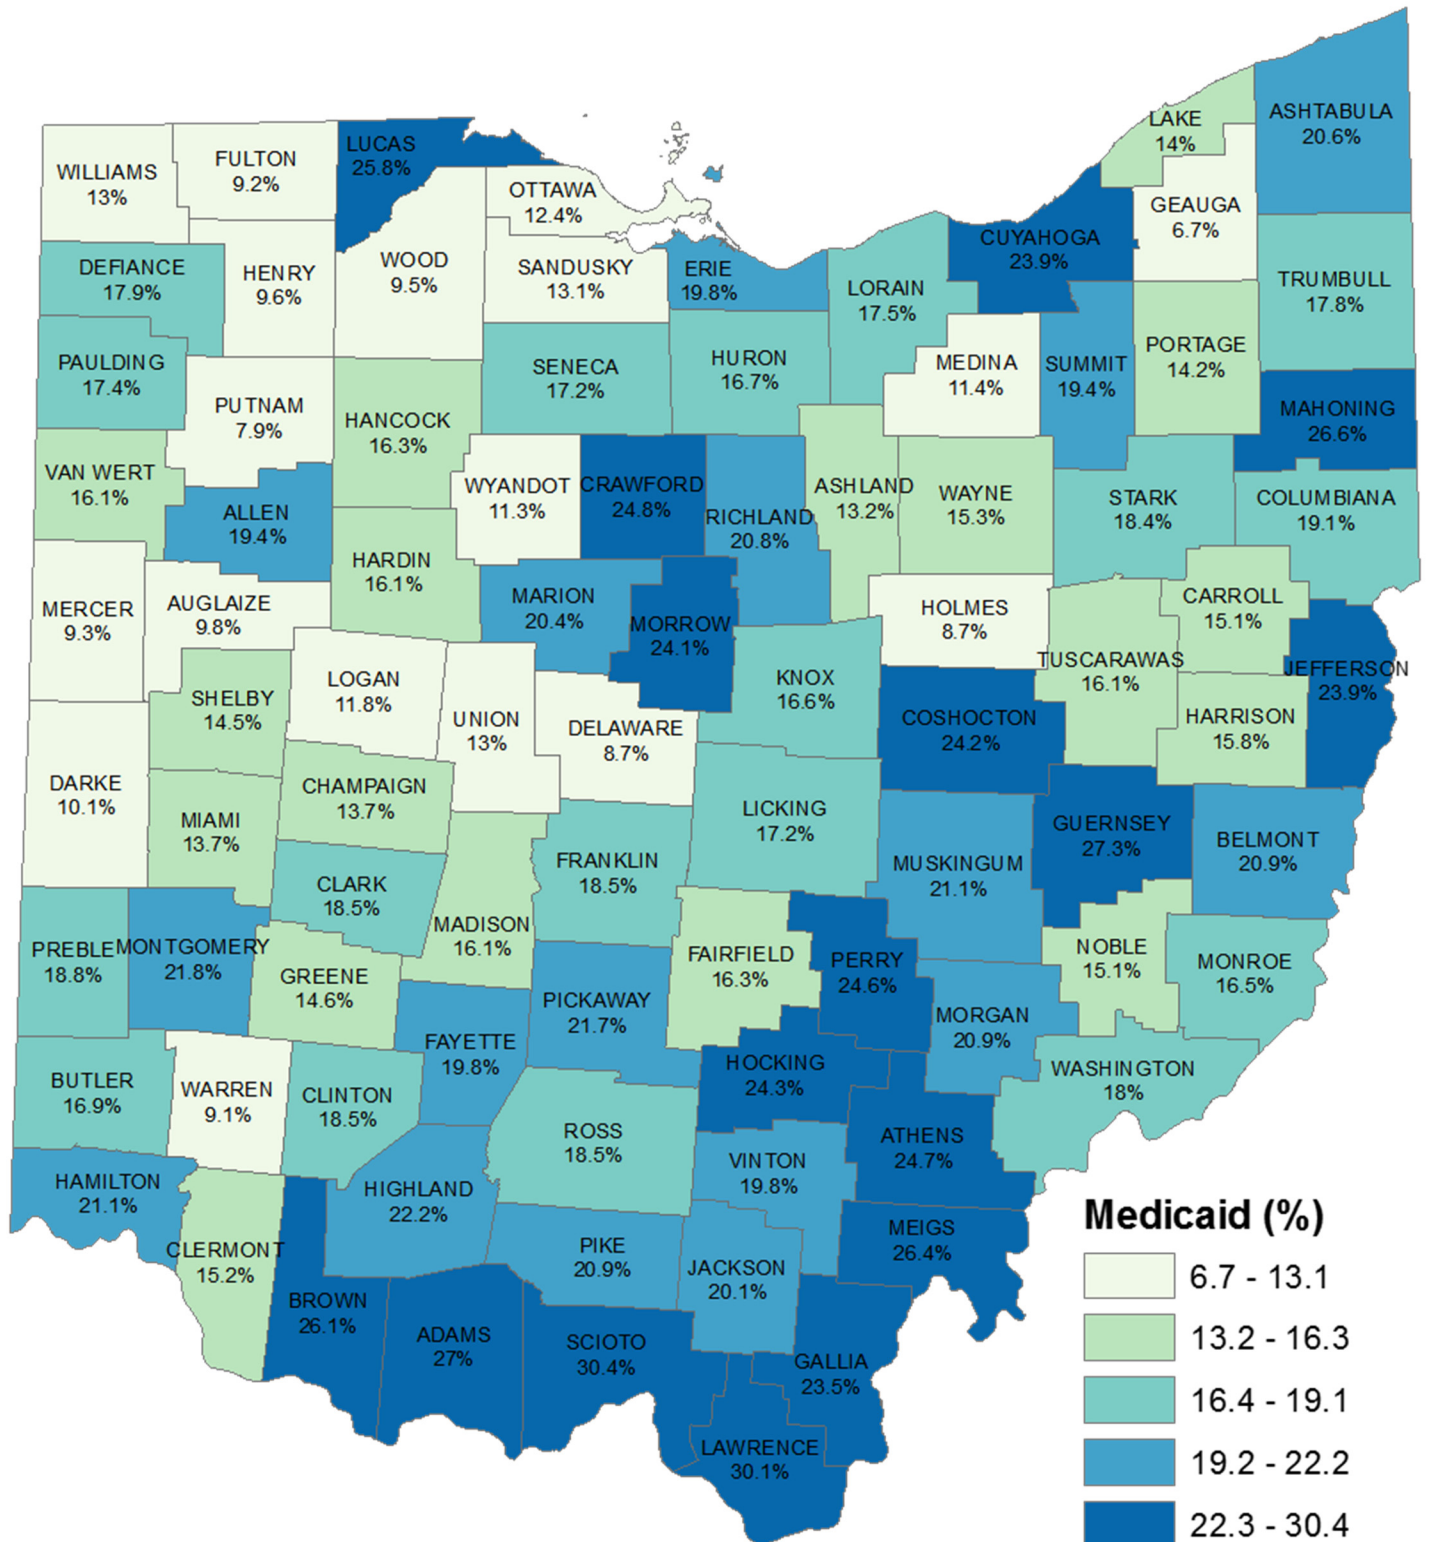 LAKE
14%
ASHTABULA
20.6%
WILLIAMS
13%
FULTON
9.2%
LUCAS
25.8%
OTTAWA
12.4%
GEAUGA
6.7%
CUYAHOGA
23.9%
DEFIANCE
17.9%
HENRY
9.6%
WOOD
9.5%
SANDUSKY
13.1%
ERIE
19.8%
LORAIN
17.5%
TRUMBULL
17.8%
PAULDING
17.4%
SENECA
17.2%
HURON
16.7%
MEDINA
11.4%
SUMMIT
19.4%
PORTAGE
14.2%
PUTNAM
7.9%
HANCOCK
16.3%
MAHONING
26.6%
VAN WERT
16.1%
ALLEN
19.4%
WYANDOT
11.3%
CRAWFORD
24.8%
RICHLAND
20.8%
ASHLAND
13.2%
WAYNE
15.3%
STARK
18.4%
COLUMBIANA
19.1%
HARDIN
16.1%
MERCER
9.3%
AUGLAIZE
9.8%
MARION
20.4%
MORROW
24.1%
HOLMES
8.7%
CARROLL
15.1%
TUSCARAWAS
16.1%
JEFFERSON
23.9%
SHELBY
14.5%
LOGAN
11.8%
UNION
13%
DELAWARE
8.7%
KNOX
16.6%
COSHOCTON
24.2%
HARRISON
15.8%
DARKE
10.1%
MIAMI
13.7%
CHAMPAIGN
13.7%
LICKING
17.2%
GUERNSEY
27.3%
BELMONT
20.9%
CLARK
18.5%
FRANKLIN
18.5%
MUSKINGUM
21.1%
MADISON
16.1%
PREBLE
18.8%
MONTGOMERY
21.8%
GREENE
14.6%
FAIRFIELD
16.3%
PERRY
24.6%
NOBLE
15.1%
MONROE
16.5%
PICKAWAY
21.7%
MORGAN
20.9%
FAYETTE
19.8%
BUTLER
16.9%
WARREN
9.1%
CLINTON
18.5%
HOCKING
24.3%
WASHINGTON
18%
ROSS
18.5%
ATHENS
24.7%
VINTON
19.8%
HAMILTON
21.1%
HIGHLAND
22.2%
CLERMONT
15.2%
PIKE
20.9%
JACKSON
20.1%
MEIGS
26.4%
BROWN
26.1%
ADAMS
27%
SCIOTO
30.4%
GALLIA
23.5%
LAWRENCE
30.1%
Medicaid (%)
6.7 - 13.1
13.2 - 16.3
16.4 - 19.1
19.2 - 22.2
22.3 - 30.4